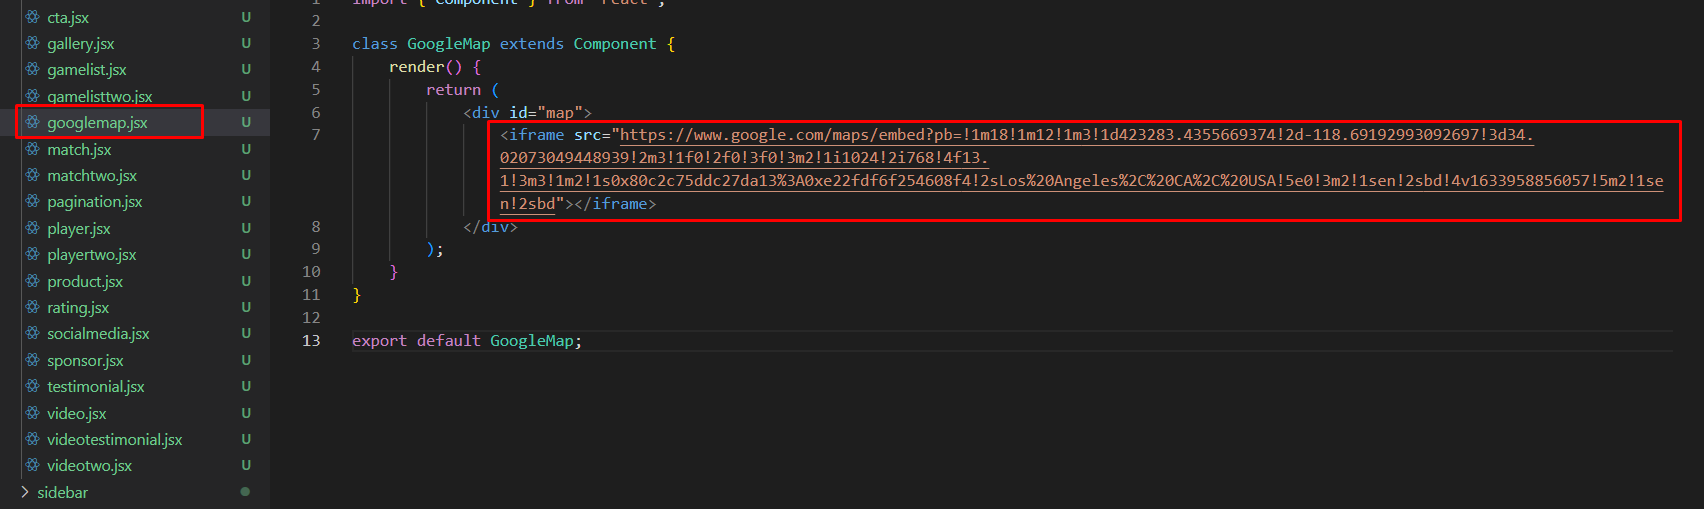 cta.jsx U
gallery.jsx U
gamelist.jsx U
gamelisttwo.jsx U
googlemap.jsx U
match.jsx U
matchtwo.jsx U
pagination.jsx U
player.jsx U
playertwo.jsx U
product.jsx U
rating.jsx U
socialmedia.jsx U
sponsor.jsx U
testimonial.jsx U
video.jsx U
videotestimonial.jsx U
videotwo.jsx U
sidebar
1 import { Component } from 'react';
2
3 class GoogleMap extends Component {
4 render() {
5 return (
6 <div id="map">
7 <iframe src="https://www.google.com/maps/embed?pb=!1m18!1m12!1m3!1d423283.4355669374!2d-118.69192993092697!3d34.
02073049448939!2m3!1f0!2f0!3f0!3m2!1i1024!2i768!4f13.
1!3m3!1m2!1s0x80c2c75ddc27da13%3A0xe22fdf6f254608f4!2sLos%20Angeles%2C%20CA%2C%20USA!5e0!3m2!1sen!2sbd!4v1633958856057!5m2!1se
n!2sbd"></iframe>
8 </div>
9 );
10 }
11 }
12
13 export default GoogleMap;